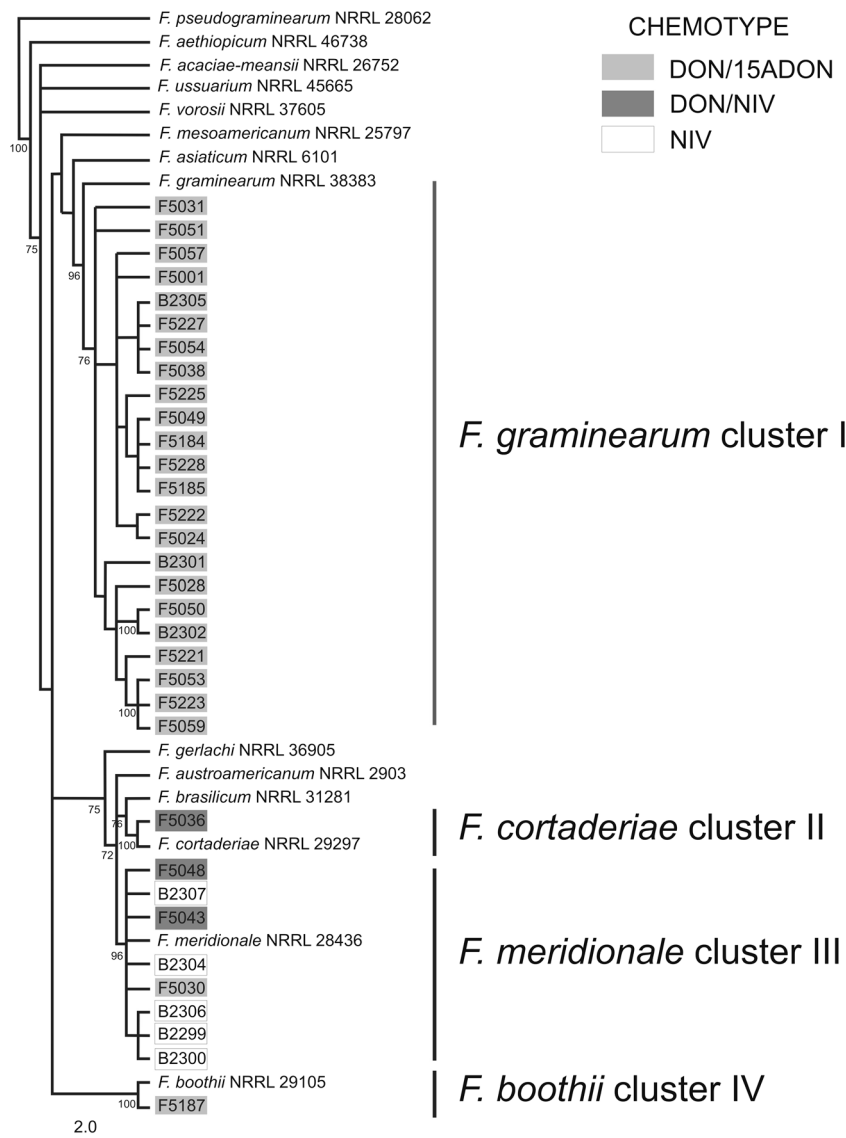 F. pseudograminearum NRRL 28062
F. aethiopicum NRRL 46738
F. acaciae-meansii NRRL 26752
F. ussuarium NRRL 45665
F. vorosii NRRL 37605
F. mesoamericanum NRRL 25797
F. asiaticum NRRL 6101
F. graminearum NRRL 38383
F5031
F5051
F5057
F5001
B2305
F5227
F5054
F5038
F5225
F5049
F5184
F5228
F5185
F5222
F5024
B2301
F5028
F5050
B2302
F5221
F5053
F5223
F5059
F. gerlachi NRRL 36905
F. austroamericanum NRRL 2903
F. brasilicum NRRL 31281
F5036
F. cortaderiae NRRL 29297
F5048
B2307
F5043
F. meridionale NRRL 28436
B2304
F5030
B2306
B2299
B2300
F. boothii NRRL 29105
F5187
100
75
96
76
100
100
75
76
100
72
96
100
2.0
CHEMOTYPE
DON/15ADON
DON/NIV
NIV
F. graminearum cluster I
F. cortaderiae cluster II
F. meridionale cluster III
F. boothii cluster IV